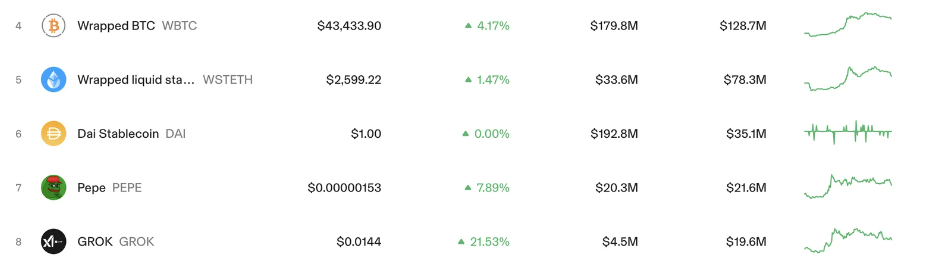 4 Wrapped BTC WBTC $43,433.90 ▲ 4.17% $179.8M $128.7M
5 Wrapped liquid sta... WSTETH $2,599.22 ▲ 1.47% $33.6M $78.3M
6 Dai Stablecoin DAI $1.00 ▲ 0.00% $192.8M $35.1M
7 Pepe PEPE $0.00000153 ▲ 7.89% $20.3M $21.6M
8 GROK GROK $0.0144 ▲ 21.53% $4.5M $19.6M